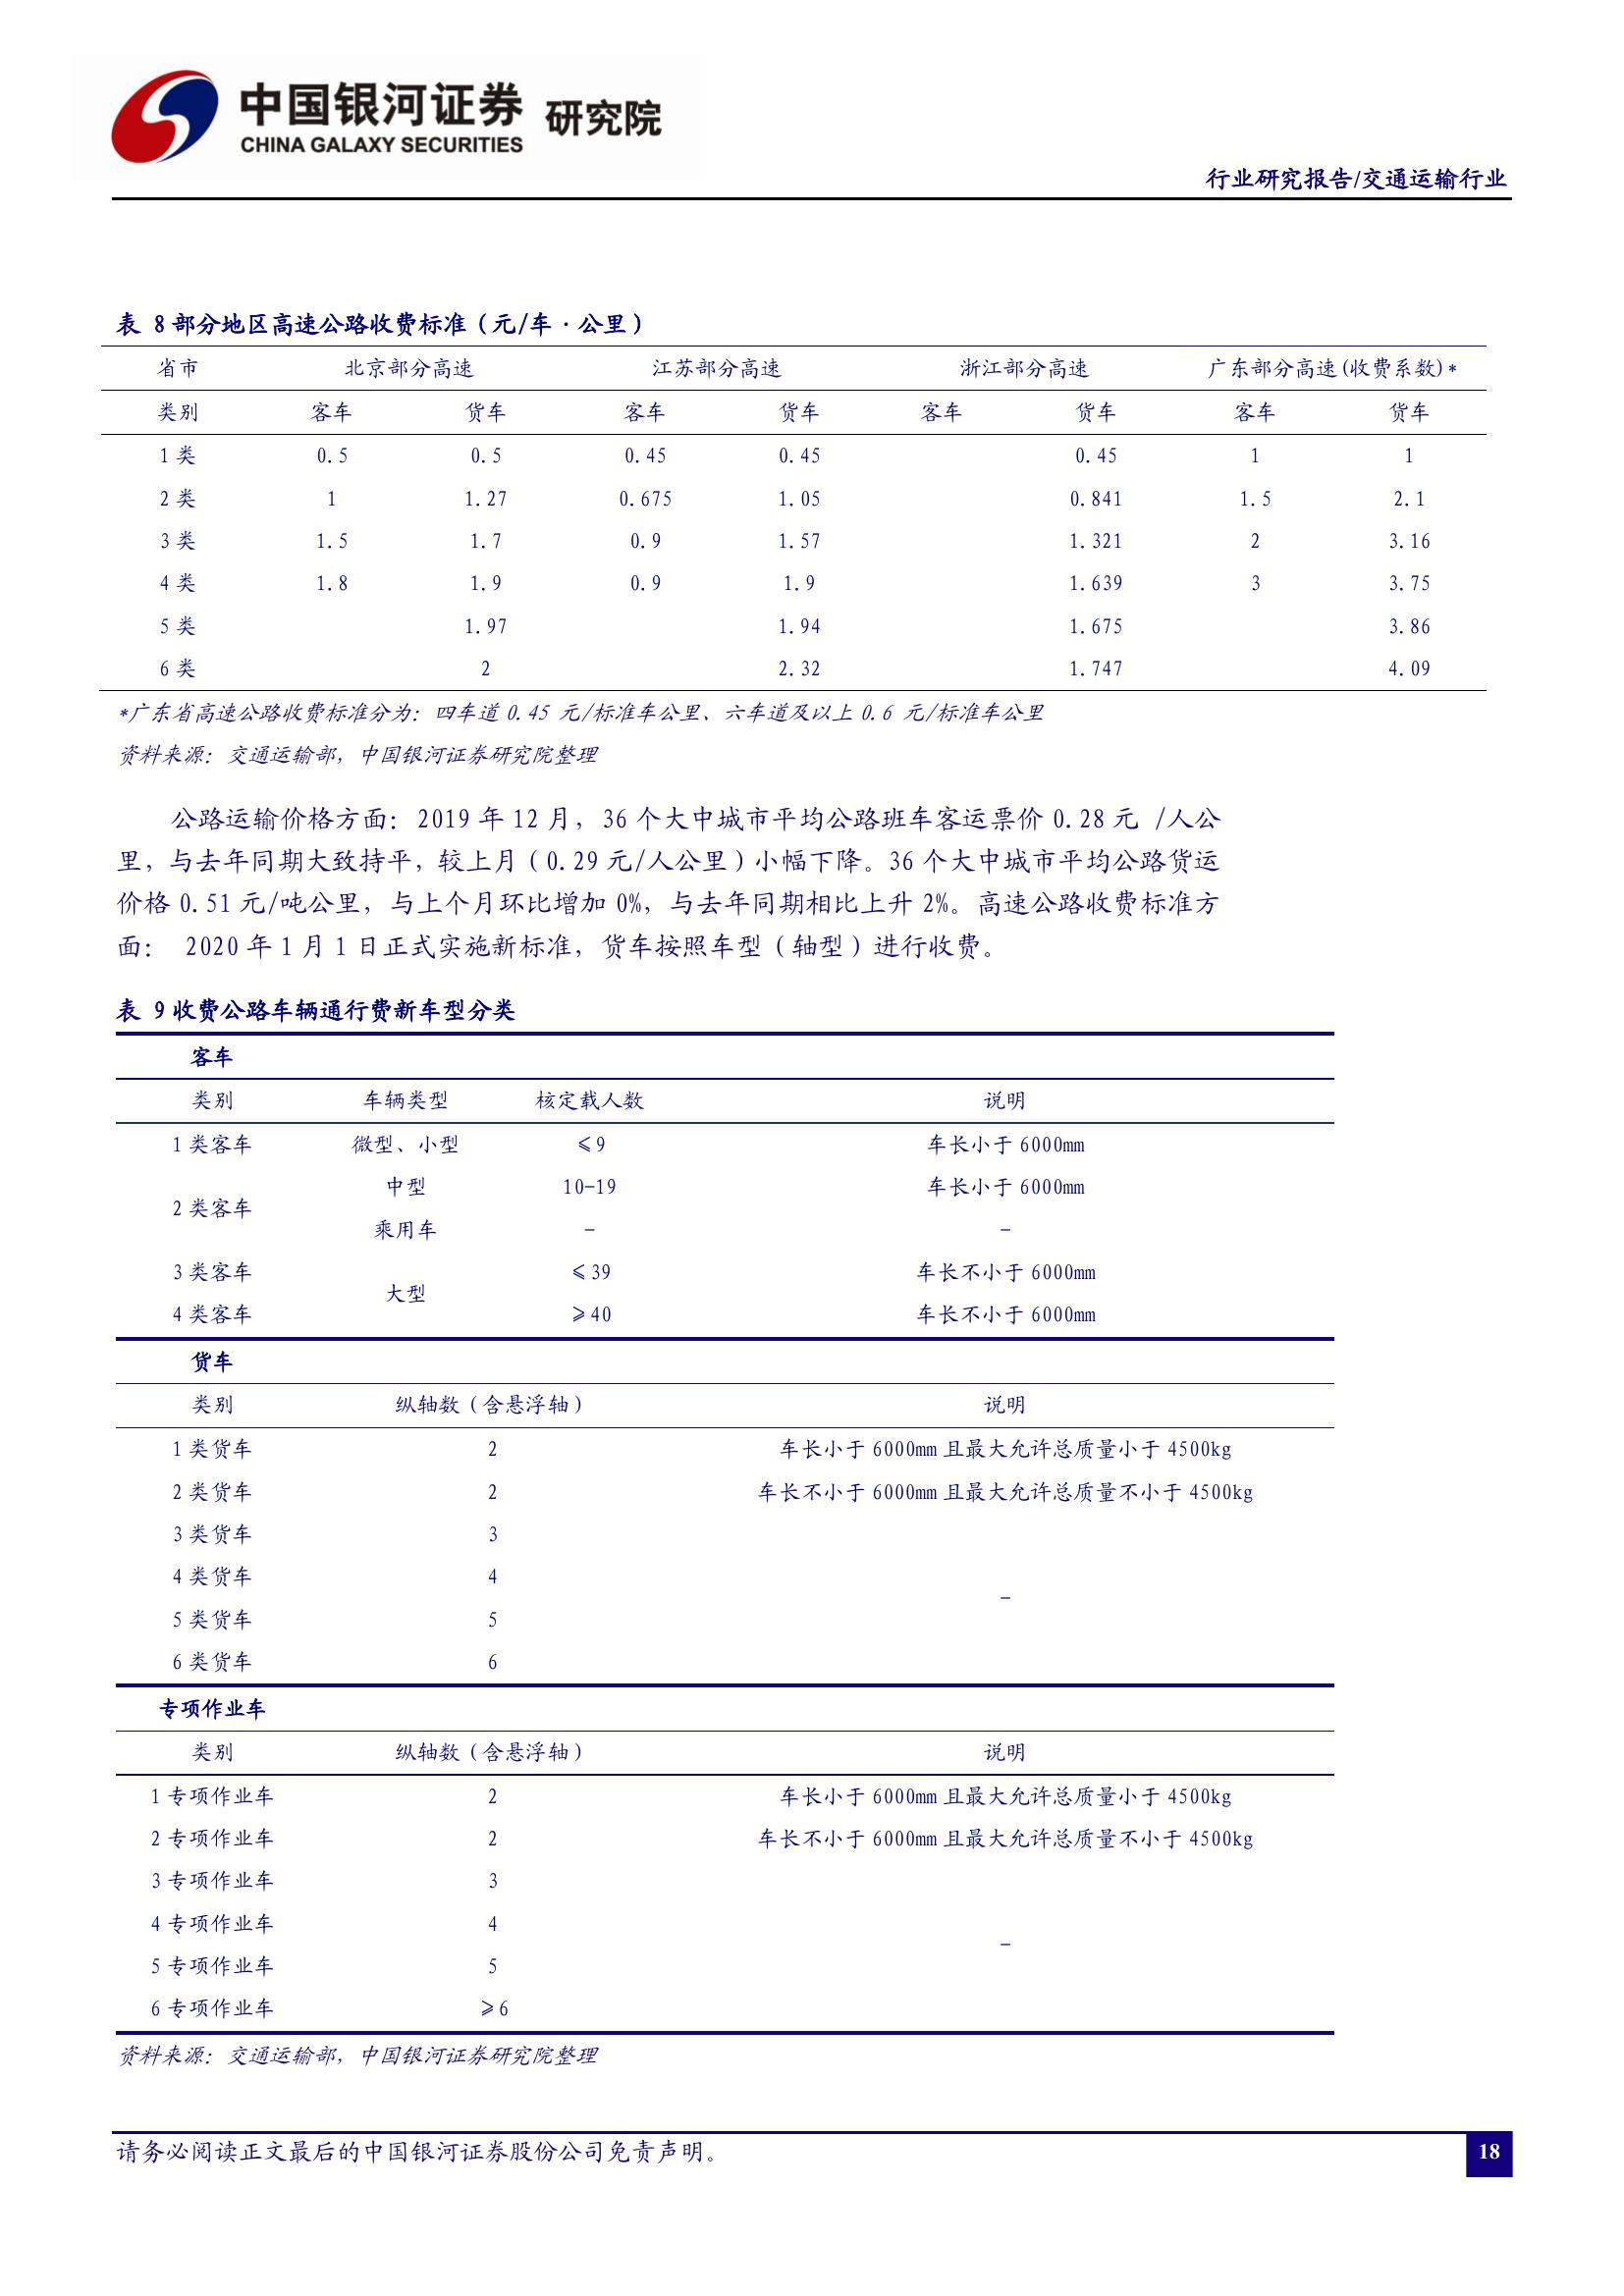 中国银河证券 研究院
CHINA GALAXY SECURITIES
行业研究报告/交通运输行业
表 8 部分地区高速公路收费标准（元/车·公里）
省市 北京部分高速 江苏部分高速 浙江部分高速 广东部分高速(收费系数)*
类别 客车 货车 客车 货车 客车 货车 客车 货车
1 类 0.5 0.5 0.45 0.45 0.45 1 1
2 类 1 1.27 0.675 1.05 0.841 1.5 2.1
3 类 1.5 1.7 0.9 1.57 1.321 2 3.16
4 类 1.8 1.9 0.9 1.9 1.639 3 3.75
5 类 1.97 1.94 1.675 3.86
6 类 2 2.32 1.747 4.09
*广东省高速公路收费标准分为：四车道 0.45 元/标准车公里、六车道及以上 0.6 元/标准车公里
资料来源：交通运输部，中国银河证券研究院整理
公路运输价格方面：2019 年 12 月，36 个大中城市平均公路班车客运票价 0.28 元 /人公
里，与去年同期大致持平，较上月（0.29 元/人公里）小幅下降。36 个大中城市平均公路货运
价格 0.51 元/吨公里，与上个月环比增加 0%，与去年同期相比上升 2%。高速公路收费标准方
面： 2020 年 1 月 1 日正式实施新标准，货车按照车型（轴型）进行收费。
表 9 收费公路车辆通行费新车型分类
客车
类别 车辆类型 核定载人数 说明
1 类客车 微型、小型 ≤9 车长小于 6000mm
2 类客车 中型 10-19 车长小于 6000mm
乘用车 - -
3 类客车 大型 ≤39 车长不小于 6000mm
4 类客车 ≥40 车长不小于 6000mm
货车
类别 纵轴数（含悬浮轴） 说明
1 类货车 2 车长小于 6000mm 且最大允许总质量小于 4500kg
2 类货车 2 车长不小于 6000mm 且最大允许总质量不小于 4500kg
3 类货车 3
4 类货车 4 -
5 类货车 5
6 类货车 6
专项作业车
类别 纵轴数（含悬浮轴） 说明
1 专项作业车 2 车长小于 6000mm 且最大允许总质量小于 4500kg
2 专项作业车 2 车长不小于 6000mm 且最大允许总质量不小于 4500kg
3 专项作业车 3
4 专项作业车 4 -
5 专项作业车 5
6 专项作业车 ≥6
资料来源：交通运输部，中国银河证券研究院整理
请务必阅读正文最后的中国银河证券股份公司免责声明。 18